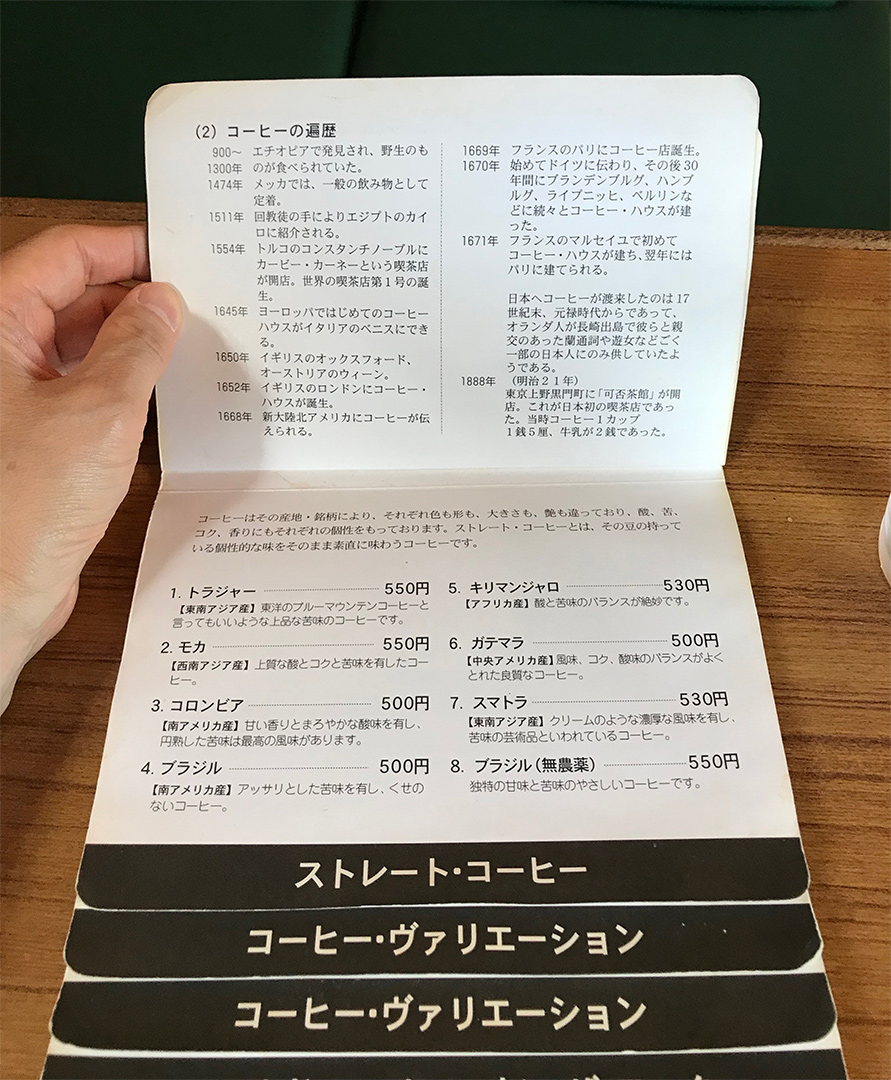 (2) コーヒーの遍歴
900～ エチオピアで発見され、野生のも
1300年 のが食べられていた。
1474年 メッカでは、一般の飲み物として
定着。
1511年 回教徒の手によりエジプトのカイ
ロに紹介される。
1554年 トルコのコンスタンチノーブルに
カービー・カーネーという喫茶店
が開店。世界の喫茶店第1号の誕
生。
1645年 ヨーロッパではじめてのコーヒー
ハウスがイタリアのベニスにでき
る。
1650年 イギリスのオックスフォード、
オーストリアのウィーン。
1652年 イギリスのロンドンにコーヒー・
ハウスが誕生。
1668年 新大陸北アメリカにコーヒーが伝
えられる。
1669年 フランスのパリにコーヒー店誕生。
1670年 始めてドイツに伝わり、その後30
年間にブランデンブルグ、ハンブ
ルグ、ライブニッヒ、ベルリンな
どに続々とコーヒー・ハウスが建
った。
1671年 フランスのマルセイユで初めて
コーヒー・ハウスが建ち、翌年には
パリに建てられる。
日本へコーヒーが渡来したのは17
世紀末、元禄時代からであって、
オランダ人が長崎出島で彼らと親
交のあった蘭通詞や遊女などごく
一部の日本人にのみ供していたよ
うである。
1888年 （明治21年）
東京上野黒門町に「可否茶館」が開
店。これが日本初の喫茶店であっ
た。当時コーヒー1カップ
1銭5厘、牛乳が2銭であった。
コーヒーはその産地・銘柄により、それぞれ色も形も、大きさも、艶も違っており、酸、苦、
コク、香りにもそれぞれの個性をもっております。ストレート・コーヒーとは、その豆の持って
いる個性的な味をそのまま素直に味わうコーヒーです。
1. トラジャー 550円
【東南アジア産】東洋のブルーマウンテンコーヒーと
言ってもいいような上品な苦味のコーヒーです。
2. モカ 550円
【西南アジア産】上質な酸とコクと苦味を有したコー
ヒー。
3. コロンビア 500円
【南アメリカ産】甘い香りとまろやかな酸味を有し、
円熟した苦味は最高の風味があります。
4. ブラジル 500円
【南アメリカ産】アッサリとした苦味を有し、くせの
ないコーヒー。
5. キリマンジャロ 530円
【アフリカ産】酸と苦味のバランスが絶妙です。
6. ガテマラ 500円
【中央アメリカ産】風味、コク、酸味のバランスがよく
とれた良質なコーヒー。
7. スマトラ 530円
【東南アジア産】クリームのような濃厚な風味を有し、
苦味の芸術品といわれているコーヒー。
8. ブラジル（無農薬） 550円
独特の甘味と苦味のやさしいコーヒーです。
ストレート・コーヒー
コーヒー・ヴァリエーション
コーヒー・ヴァリエーション